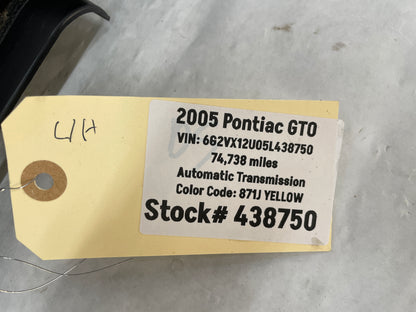 LH
2005 Pontiac GTO
VIN: 6G2VX12U05L438750
74,738 miles
Automatic Transmission
Color Code: 871J YELLOW
Stock# 438750